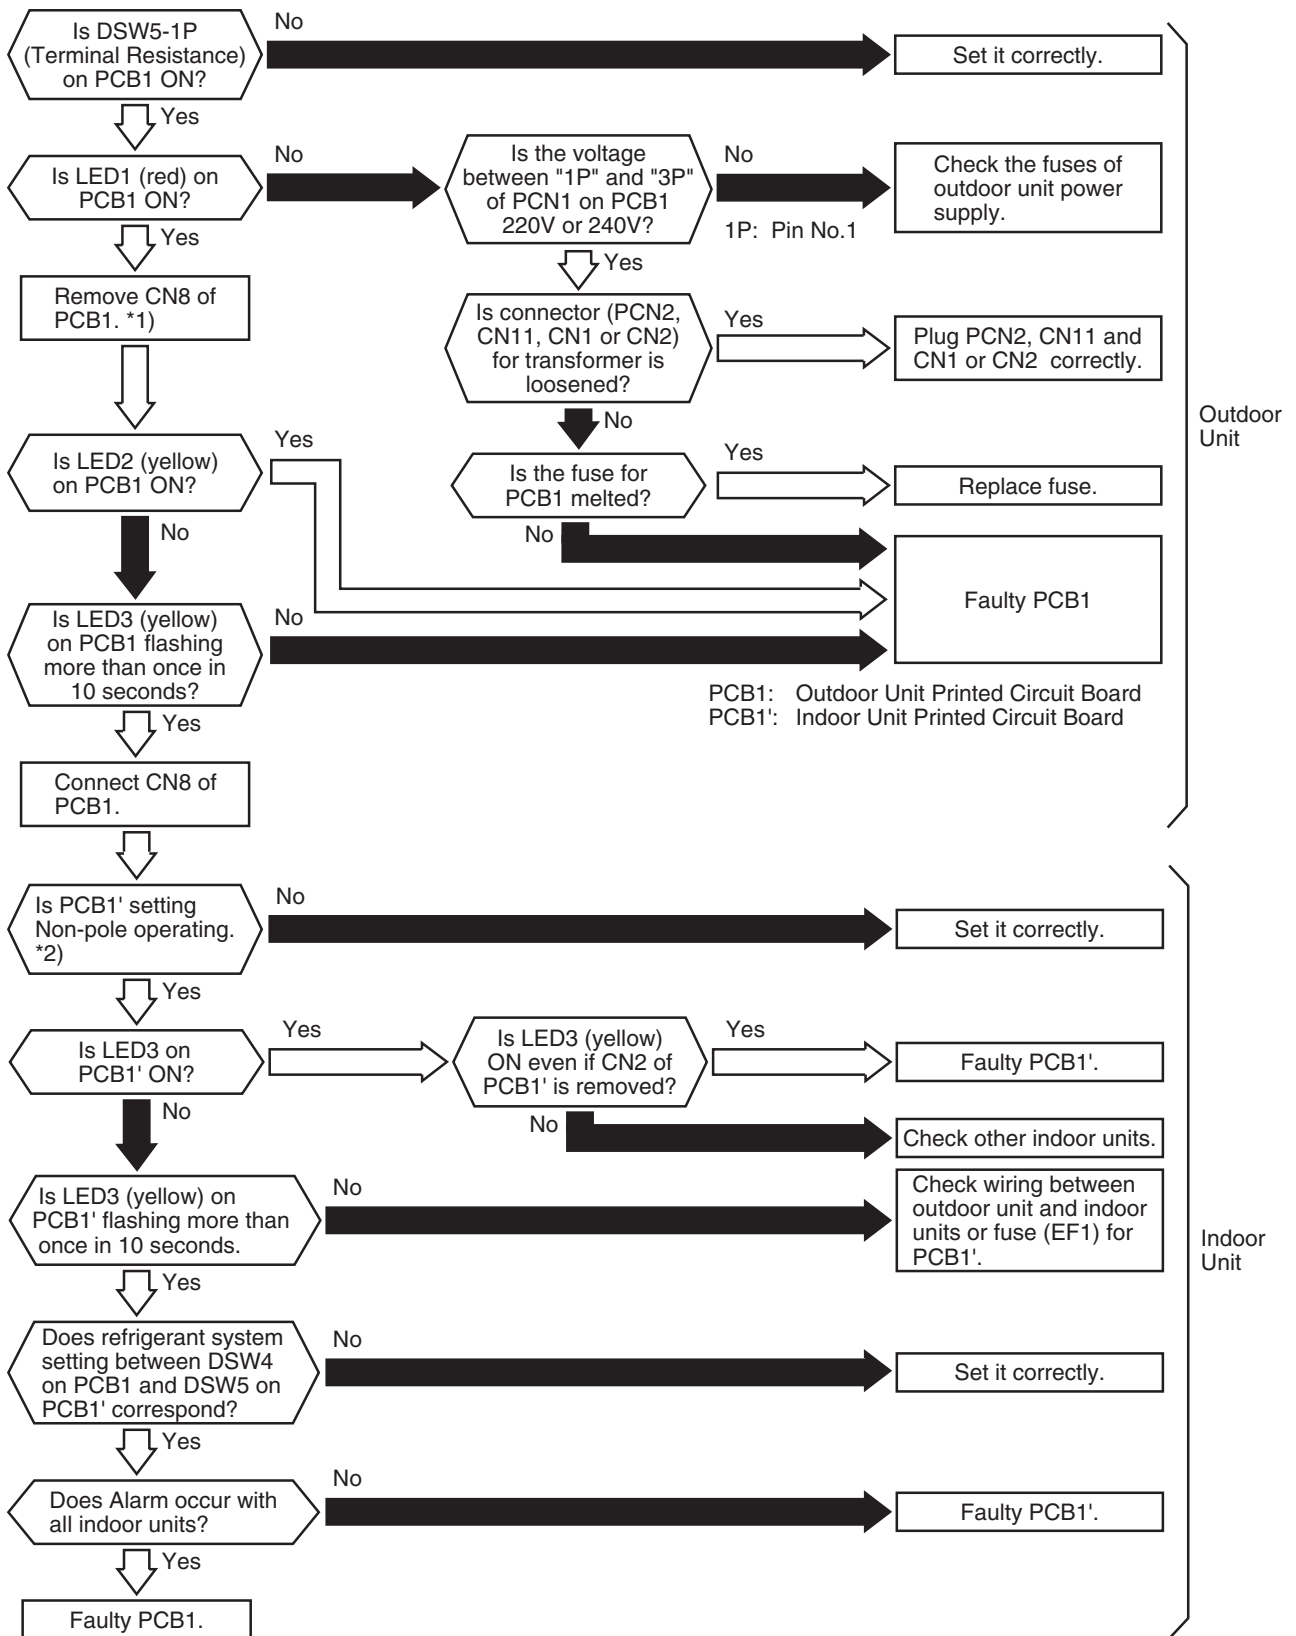 Is DSW5-1P
(Terminal Resistance)
on PCB1 ON?
No
Set it correctly.
Yes
Is LED1 (red) on
PCB1 ON?
No
Is the voltage
between "1P" and "3P"
of PCN1 on PCB1
220V or 240V?
No
1P: Pin No.1
Check the fuses of
outdoor unit power
supply.
Yes
Yes
Remove CN8 of
PCB1. *1)
Is connector (PCN2,
CN11, CN1 or CN2)
for transformer is
loosened?
Yes
Plug PCN2, CN11 and
CN1 or CN2 correctly.
No
Outdoor
Unit
Is LED2 (yellow)
on PCB1 ON?
Yes
Is the fuse for
PCB1 melted?
Yes
Replace fuse.
No
No
Faulty PCB1
Is LED3 (yellow)
on PCB1 flashing
more than once in
10 seconds?
No
PCB1: Outdoor Unit Printed Circuit Board
PCB1': Indoor Unit Printed Circuit Board
Yes
Connect CN8 of
PCB1.
Is PCB1' setting
Non-pole operating.
*2)
No
Set it correctly.
Yes
Is LED3 on
PCB1' ON?
Yes
Is LED3 (yellow)
ON even if CN2 of
PCB1' is removed?
Yes
Faulty PCB1'.
No
No
Check other indoor units.
Is LED3 (yellow) on
PCB1' flashing more than
once in 10 seconds.
No
Check wiring between
outdoor unit and indoor
units or fuse (EF1) for
PCB1'.
Indoor
Unit
Yes
Does refrigerant system
setting between DSW4
on PCB1 and DSW5 on
PCB1' correspond?
No
Set it correctly.
Yes
Does Alarm occur with
all indoor units?
No
Faulty PCB1'.
Yes
Faulty PCB1.